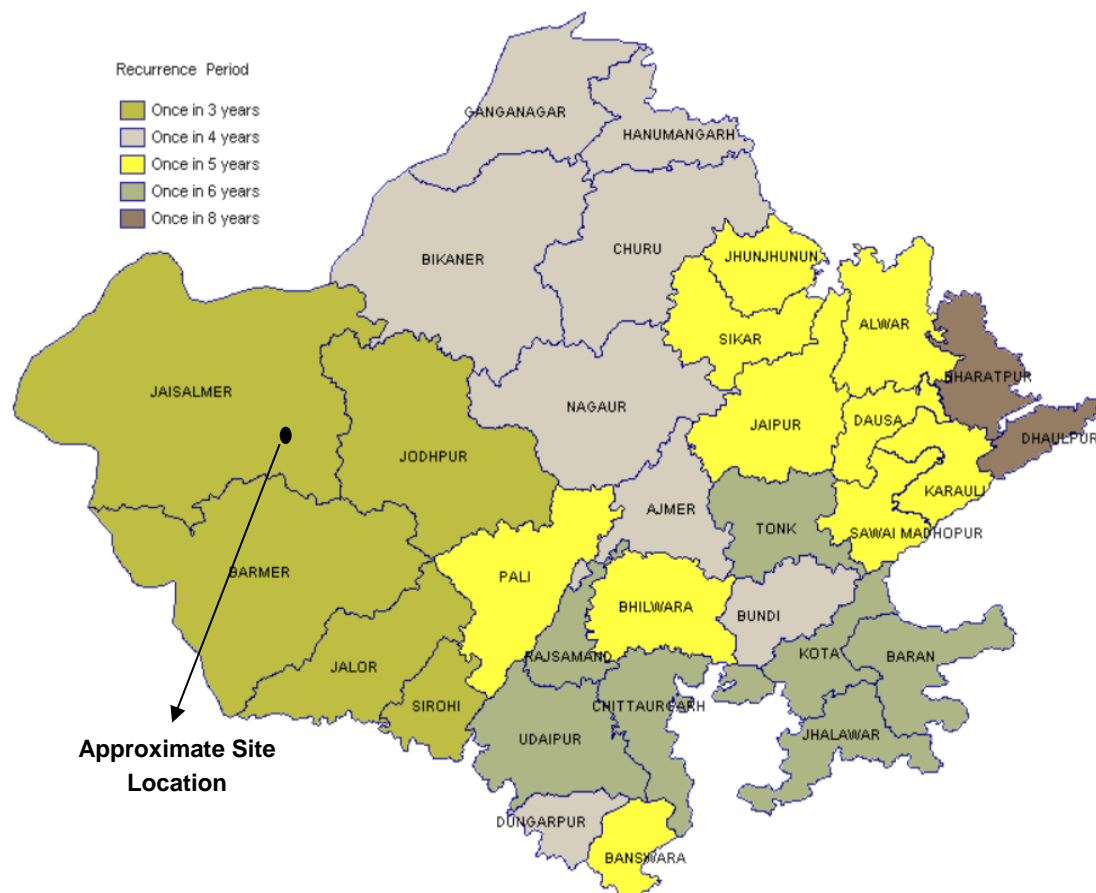 Recurrence Period
Once in 3 years
Once in 4 years
Once in 5 years
Once in 6 years
Once in 8 years
GANGANAGAR
HANUMANGARH
BIKANER
CHURU
JHUNJHUNUN
SIKAR
ALWAR
BHARATPUR
JAISALMER
NAGAUR
JAIPUR
DAUSA
DHAULPUR
JODHPUR
KARAULI
AJMER
TONK
SAWAI MADHOPUR
BARMER
PALI
BHILWARA
BUNDI
RAJSAMAND
KOTA
BARAN
JALOR
SIROHI
CHITTAURGARH
UDAIPUR
JHALAWAR
Approximate Site
Location
DUNGARPUR
BANSWARA